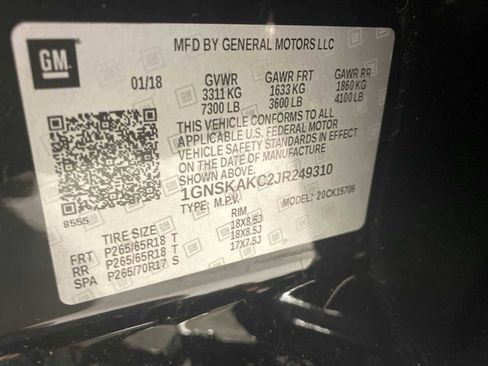 GM
MFD BY GENERAL MOTORS LLC
01/18 GVWR GAWR FRT GAWR RR
3311 KG 1633 KG 1860 KG
7300 LB 3600 LB 4100 LB
THIS VEHICLE CONFORMS TO ALL
APPLICABLE U.S. FEDERAL MOTOR
VEHICLE SAFETY STANDARDS IN EFFECT
ON THE DATE OF MANUFACTURE SHOWN ABOVE
1GNSKAKC2JR249310
8555 TYPE: M.P.V. MODEL: 20CK15706
TIRE SIZE RIM
FRT P265/65R18 T 18X8.5J
RR P265/65R18 T 18X8.5J
SPA P265/70R17 S 17X7.5J